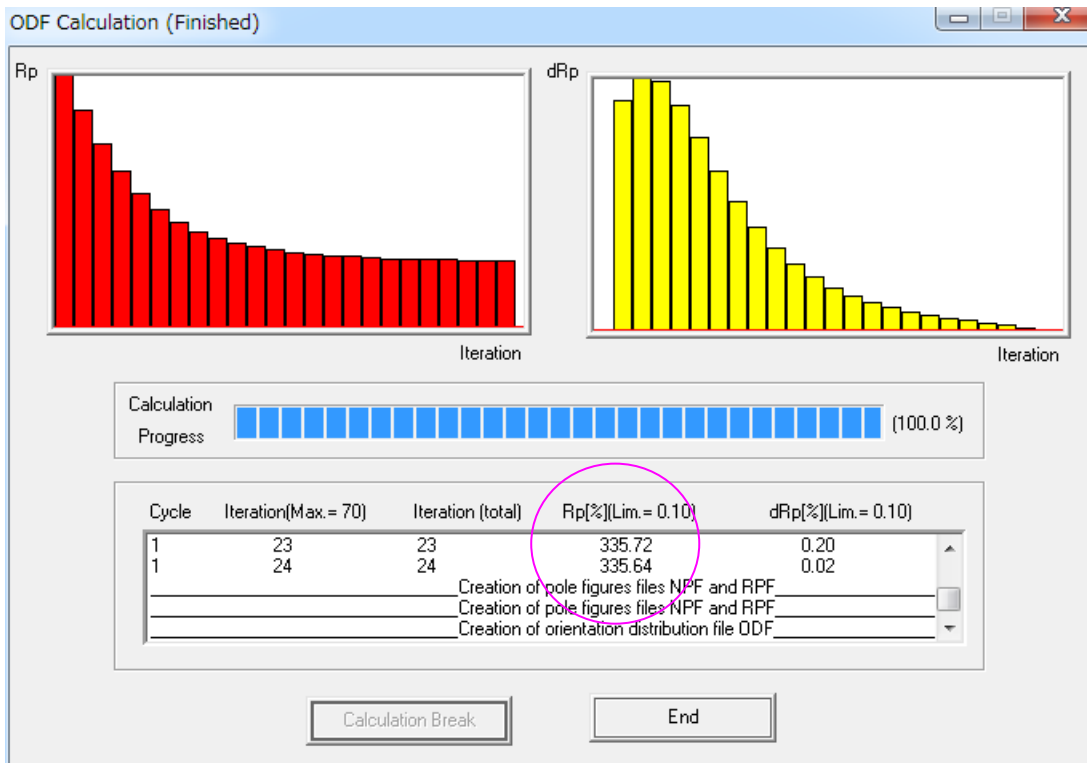 ODF Calculation (Finished)
Rp
dRp
Iteration
Iteration
Calculation
Progress
(100.0 %)
Cycle Iteration(Max.= 70) Iteration (total) Rp[%](Lim.= 0.10) dRp[%](Lim.= 0.10)
1 23 23 335.72 0.20
1 24 24 335.64 0.02
Creation of pole figures files NPF and RPF
Creation of pole figures files NPF and RPF
Creation of orientation distribution file ODF
Calculation Break
End